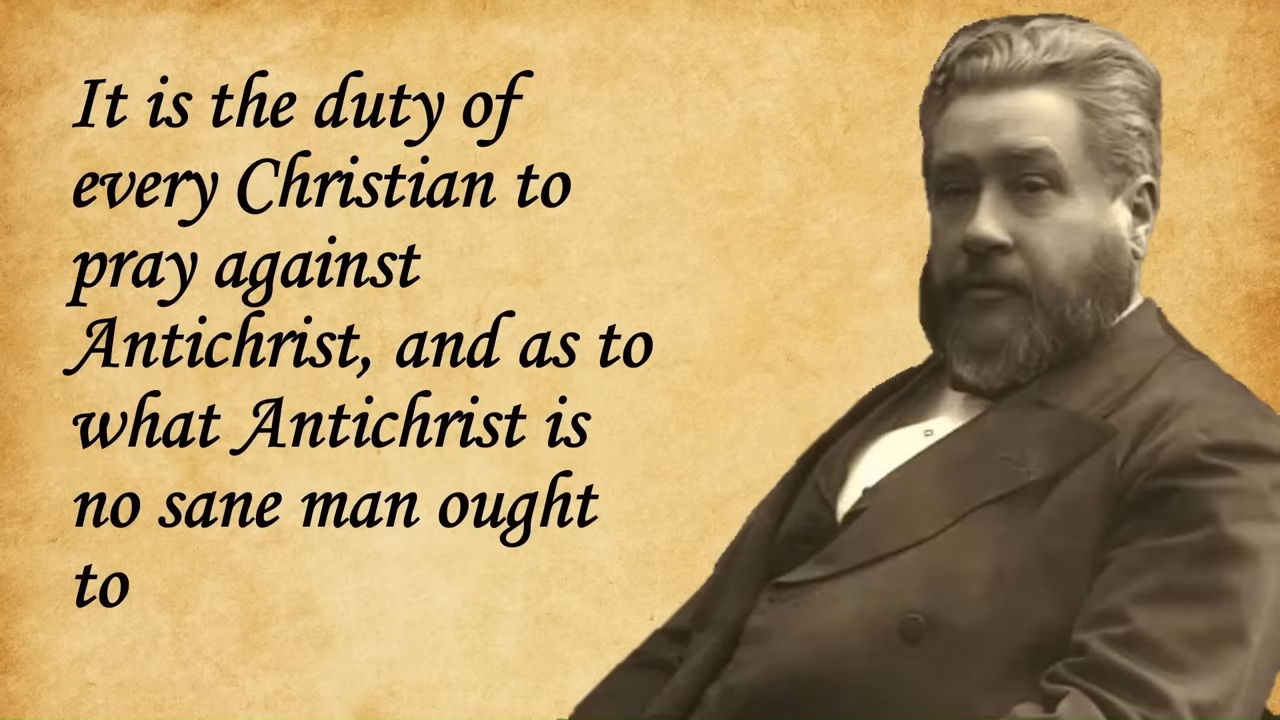 It is the duty of
every Christian to
pray against
Antichrist, and as to
what Antichrist is
no sane man ought
to